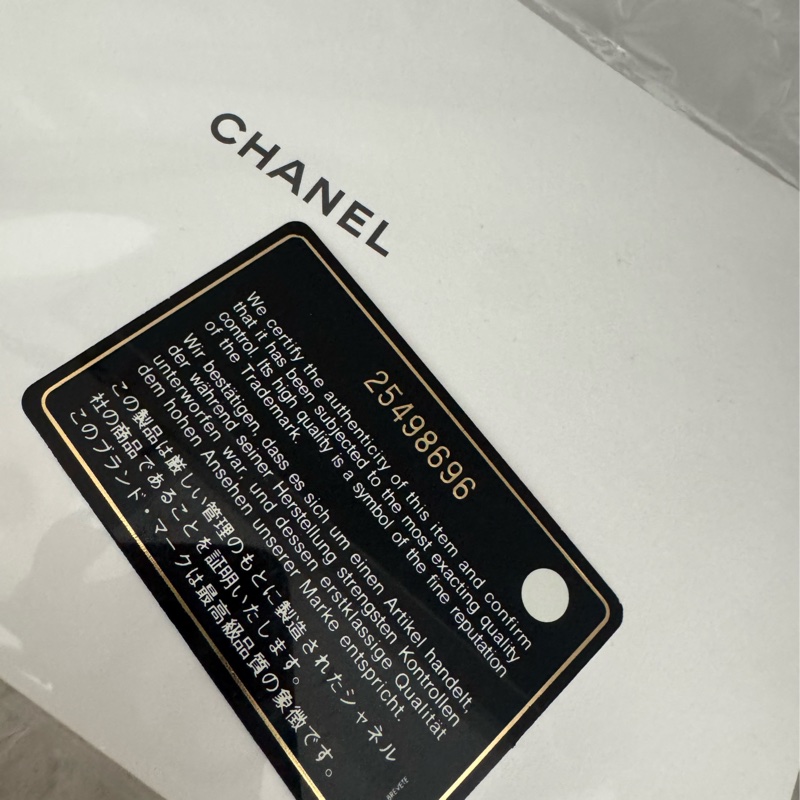 CHANEL
25498696
We certify the authenticity of this item and confirm
that it has been subjected to the most exacting quality
control. Its high quality is a symbol of the fine reputation
of the Trademark.
Wir bestätigen, dass es sich um einen Artikel handelt,
der während seiner Herstellung strengsten Kontrollen
unterworfen war, und dessen erstklassige Qualität
dem hohen Ansehen unserer Marke entspricht.
この製品は厳しい管理のもとに製造されたシャネル
社の商品であることを証明いたします。
このブランド・マークは最高級品質の象徴です。